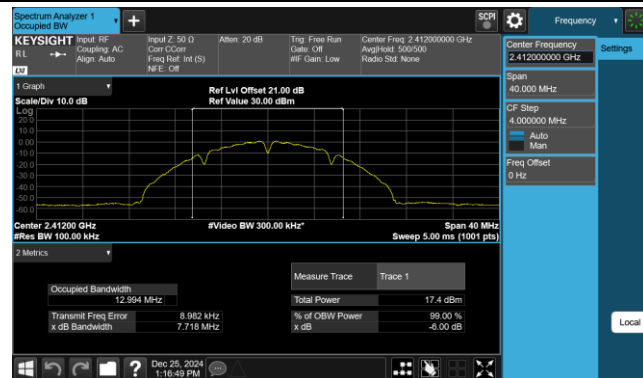 Spectrum Analyzer 1
Occupied BW
SCPI
Frequency
KEYSIGHT
RL
Input: RF
Coupling: AC
Align: Auto
Input Z: 50 Ω
Corr CCorr
Freq Ref: Int (S)
NFE: Off
Atten: 20 dB
Trig: Free Run
Gate: Off
#IF Gain: Low
Center Freq: 2.412000000 GHz
Avg|Hold: 500/500
Radio Std: None
1 Graph
Scale/Div 10.0 dB
Ref Lvl Offset 21.00 dB
Ref Value 30.00 dBm
Log
20.0
10.0
0.00
-10.0
-20.0
-30.0
-40.0
-50.0
-60.0
Center 2.41200 GHz
#Res BW 100.00 kHz
#Video BW 300.00 kHz*
Span 40 MHz
Sweep 5.00 ms (1001 pts)
2 Metrics
Measure Trace Trace 1
Occupied Bandwidth
12.994 MHz
Total Power 17.4 dBm
Transmit Freq Error 8.982 kHz
% of OBW Power 99.00 %
x dB Bandwidth 7.718 MHz
x dB -6.00 dB
Center Frequency
2.412000000 GHz
Settings
Span
40.000 MHz
CF Step
4.000000 MHz
Auto
Man
Freq Offset
0 Hz
Local
Dec 25, 2024
1:16:49 PM